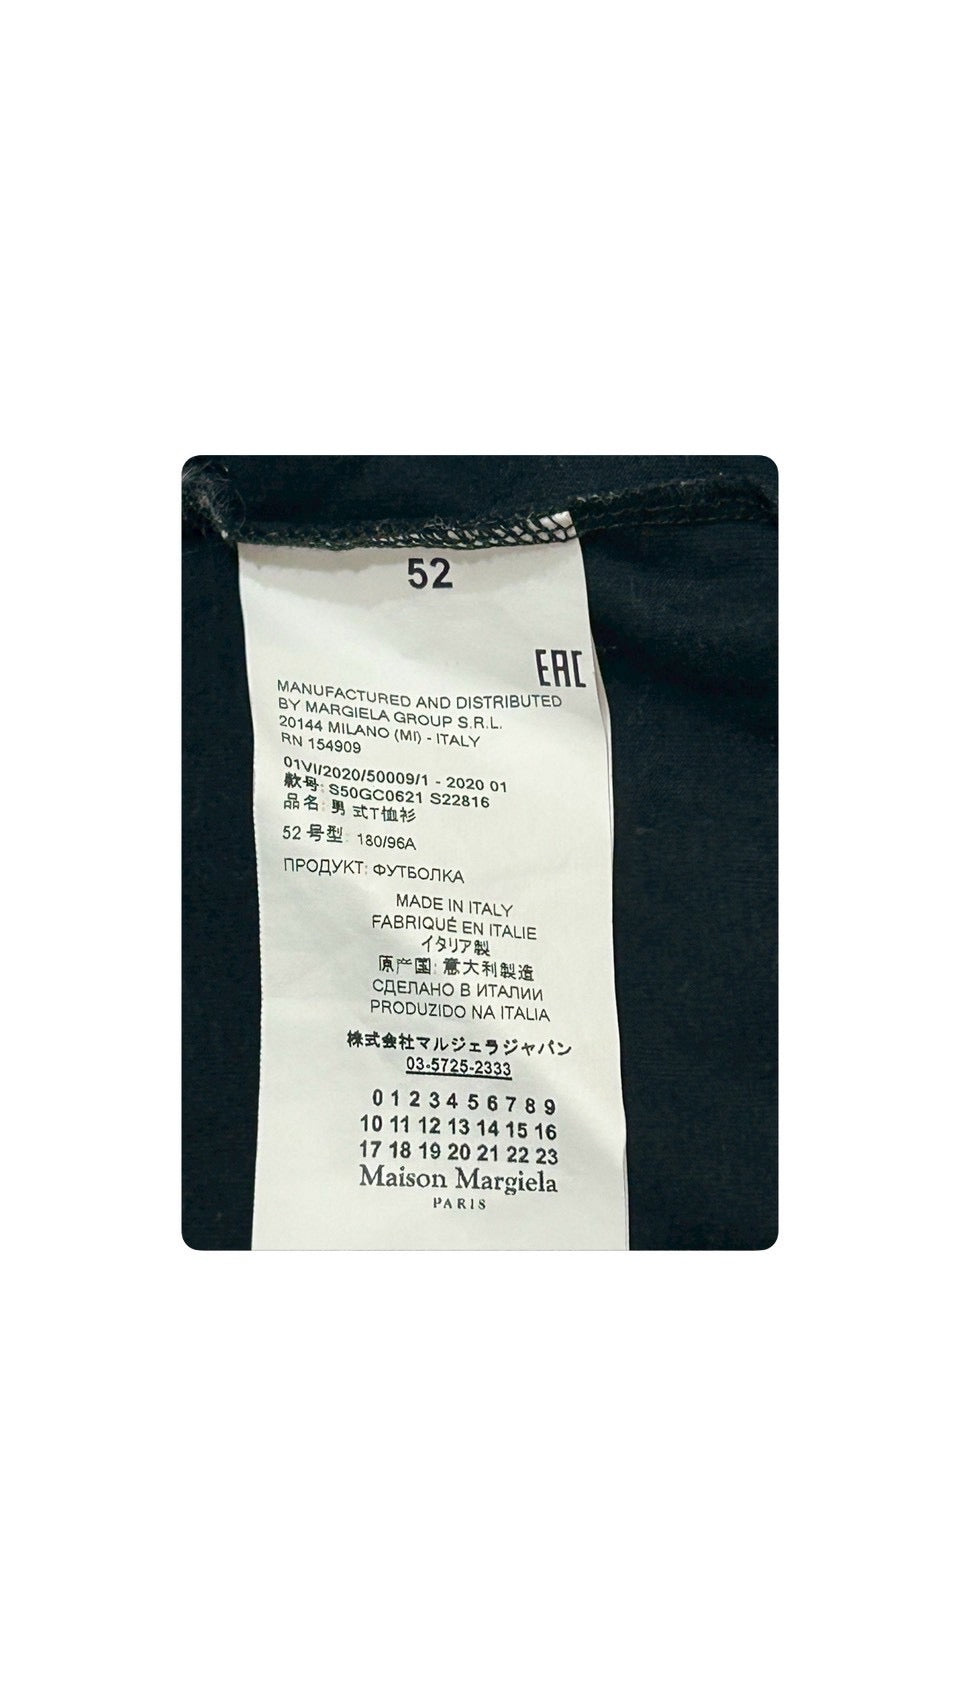 52
EAC
MANUFACTURED AND DISTRIBUTED
BY MARGIELA GROUP S.R.L.
20144 MILANO (MI) - ITALY
RN 154909
01VI/2020/50009/1 - 2020 01
款号: S50GC0621 S22816
品名: 男 式T恤衫
52 号型: 180/96A
ПРОДУКТ: ФУТБОЛКА
MADE IN ITALY
FABRIQUÉ EN ITALIE
イタリア製
原产国: 意大利製造
СДЕЛАНО В ИТАЛИИ
PRODUZIDO NA ITALIA
株式会社マルジェラジャパン
03-5725-2333
0 1 2 3 4 5 6 7 8 9
10 11 12 13 14 15 16
17 18 19 20 21 22 23
Maison Margiela
PARIS